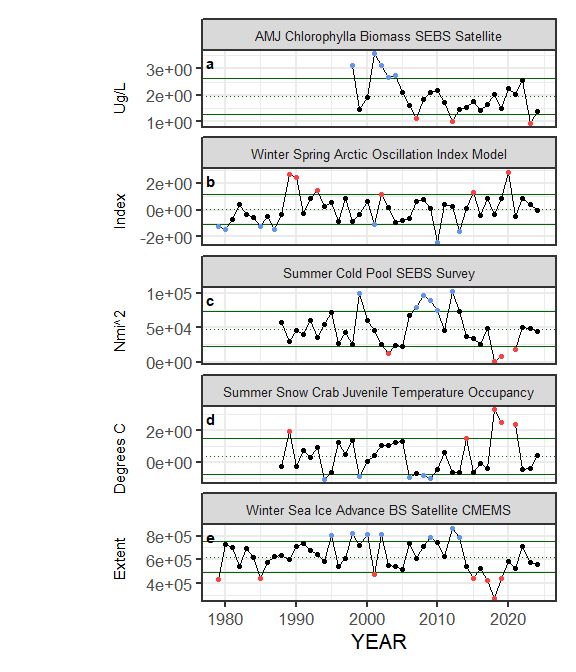 AMJ Chlorophylla Biomass SEBS Satellite
a
Ug/L
3e+00
2e+00
1e+00
Winter Spring Arctic Oscillation Index Model
b
Index
2e+00
0e+00
-2e+00
Summer Cold Pool SEBS Survey
c
Nmi^2
1e+05
5e+04
0e+00
Summer Snow Crab Juvenile Temperature Occupancy
d
Degrees C
2e+00
0e+00
Winter Sea Ice Advance BS Satellite CMEMS
e
Extent
8e+05
6e+05
4e+05
1980 1990 2000 2010 2020
YEAR